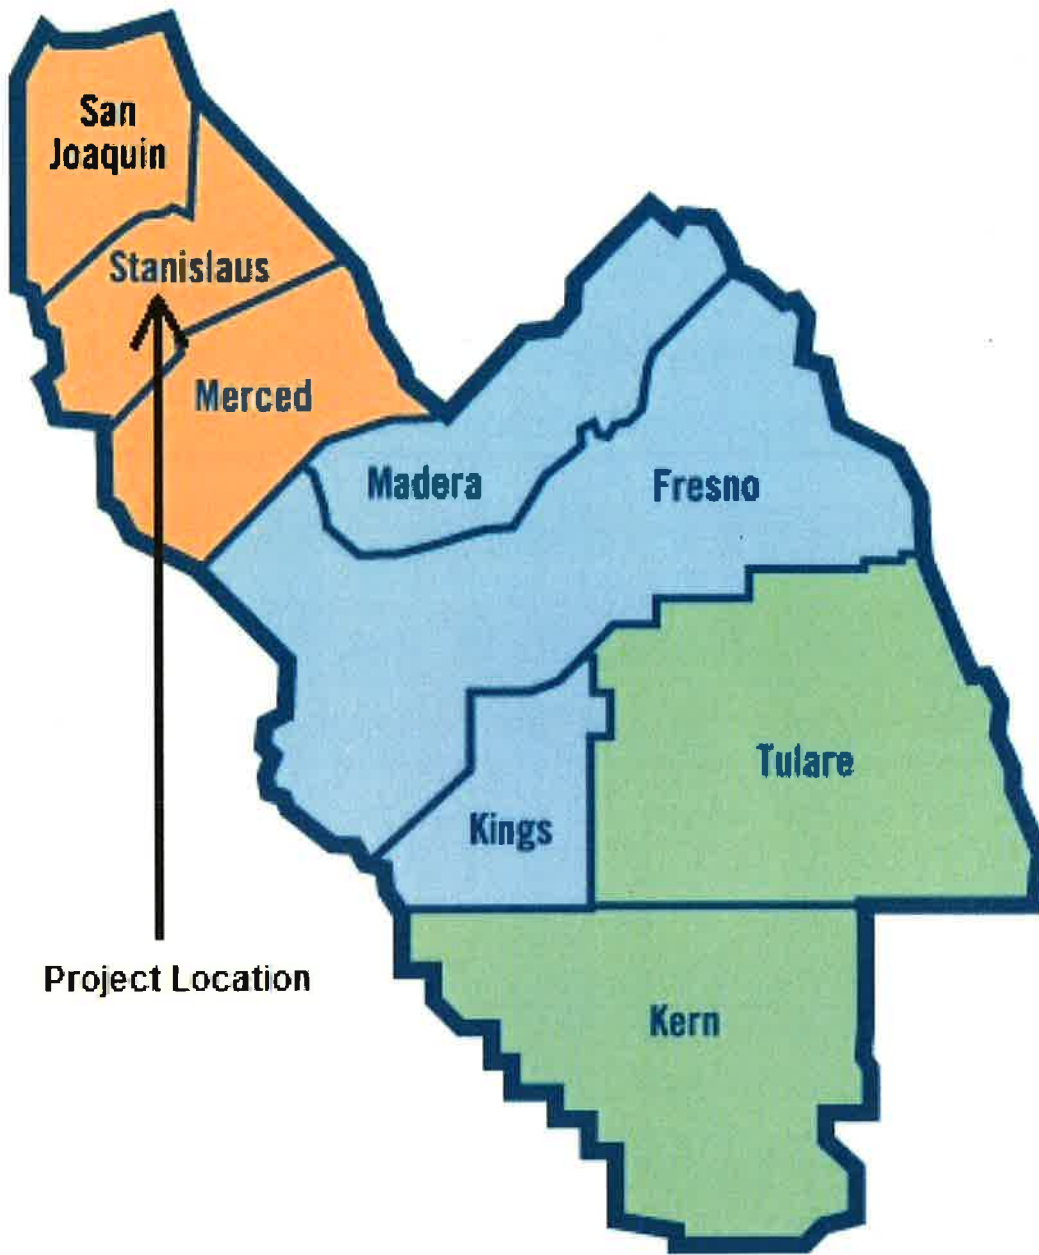 San
Joaquin
Stanislaus
Merced
Madera
Fresno
Tulare
Kings
Project Location
Kern